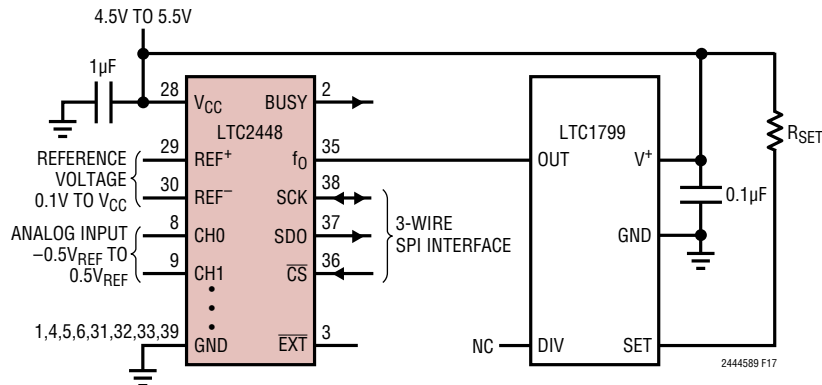 4.5V TO 5.5V
1µF
28
VCC
BUSY
2
LTC2448
LTC1799
RSET
REFERENCE
VOLTAGE
0.1V TO VCC
29
REF+
fO
35
OUT
V+
30
REF−
SCK
38
0.1µF
ANALOG INPUT
−0.5VREF TO
0.5VREF
8
CH0
SDO
37
3-WIRE
SPI INTERFACE
GND
9
CH1
CS
36
1,4,5,6,31,32,33,39
GND
EXT
3
NC
DIV
SET
2444589 F17